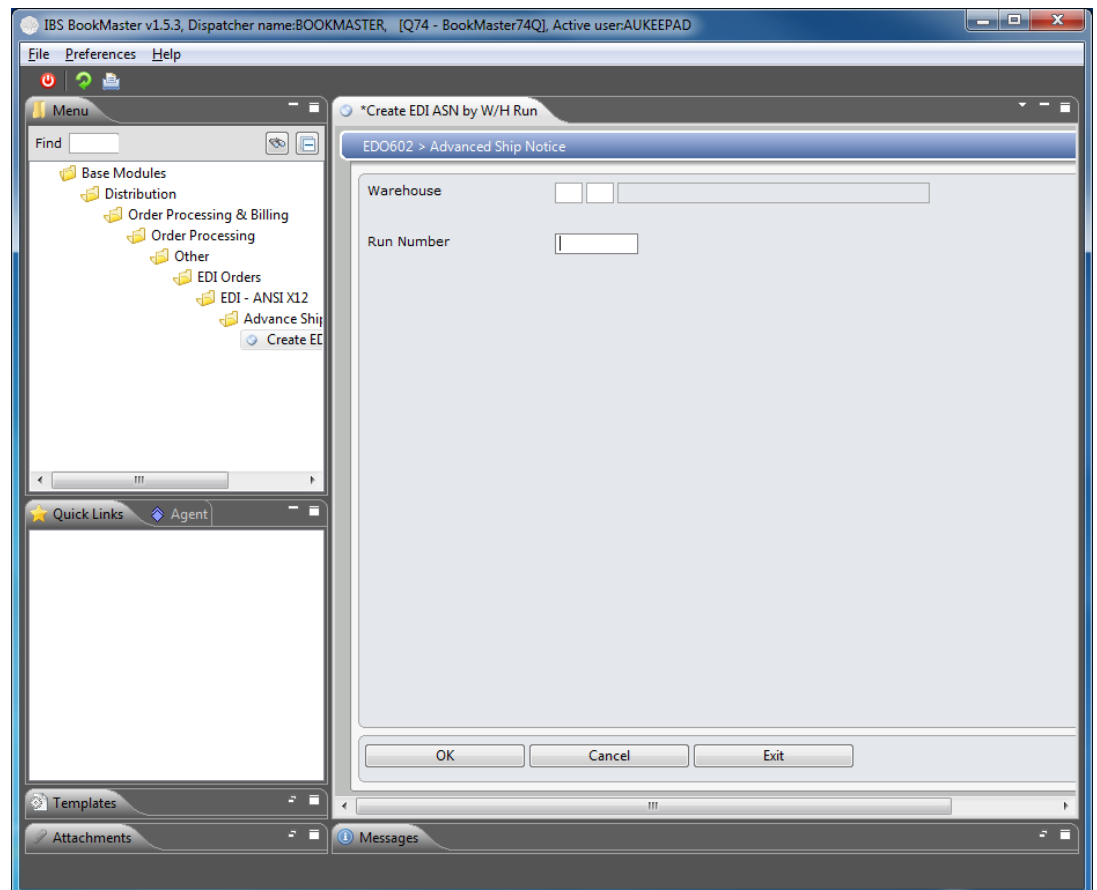 IBS BookMaster v1.5.3, Dispatcher name:BOOKMASTER, [Q74 - BookMaster74Q], Active user:AUKEEPAD
File Preferences Help
Menu
*Create EDI ASN by W/H Run
Find
EDO602 > Advanced Ship Notice
Base Modules
Distribution
Order Processing & Billing
Order Processing
Other
EDI Orders
EDI - ANSI X12
Advance Ship
Create ED
Warehouse
Run Number
Quick Links Agent
OK Cancel Exit
Templates
Attachments
Messages